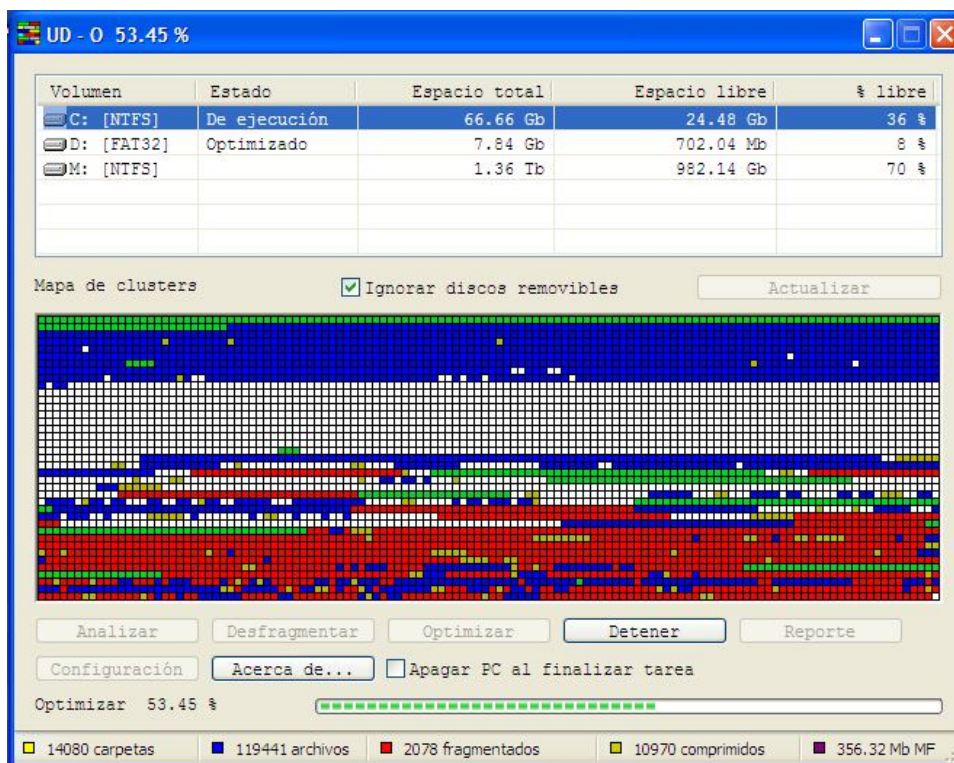 UD - O 53.45 %
Volumen Estado Espacio total Espacio libre % libre
C: [NTFS] De ejecución 66.66 Gb 24.48 Gb 36 %
D: [FAT32] Optimizado 7.84 Gb 702.04 Mb 8 %
M: [NTFS] 1.36 Tb 982.14 Gb 70 %
Mapa de clusters Ignorar discos removibles Actualizar
Analizar Desfragmentar Optimizar Detener Reporte
Configuración Acerca de... Apagar PC al finalizar tarea
Optimizar 53.45 %
14080 carpetas 119441 archivos 2078 fragmentados 10970 comprimidos 356.32 Mb MF